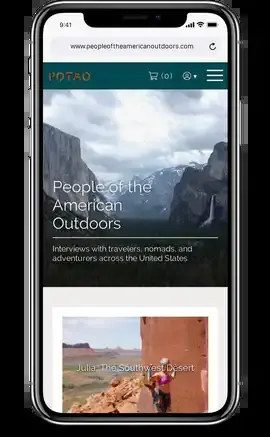 9:41
www.peopleoftheamericanoutdoors.com
POTAO
(0)
People of the
American
Outdoors
Interviews with travelers, nomads, and
adventurers across the United States
Julia, The Southwest Desert